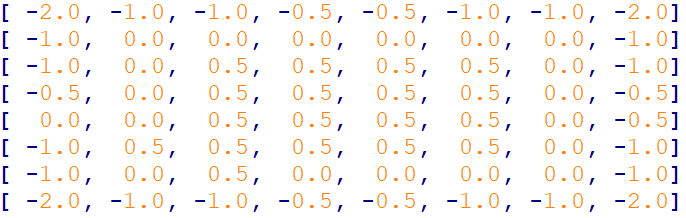 [ -2.0, -1.0, -1.0, -0.5, -0.5, -1.0, -1.0, -2.0]
[ -1.0,  0.0,  0.0,  0.0,  0.0,  0.0,  0.0, -1.0]
[ -1.0,  0.0,  0.5,  0.5,  0.5,  0.5,  0.0, -1.0]
[ -0.5,  0.0,  0.5,  0.5,  0.5,  0.5,  0.0, -0.5]
[  0.0,  0.0,  0.5,  0.5,  0.5,  0.5,  0.0, -0.5]
[ -1.0,  0.5,  0.5,  0.5,  0.5,  0.5,  0.0, -1.0]
[ -1.0,  0.0,  0.5,  0.0,  0.0,  0.0,  0.0, -1.0]
[ -2.0, -1.0, -1.0, -0.5, -0.5, -1.0, -1.0, -2.0]